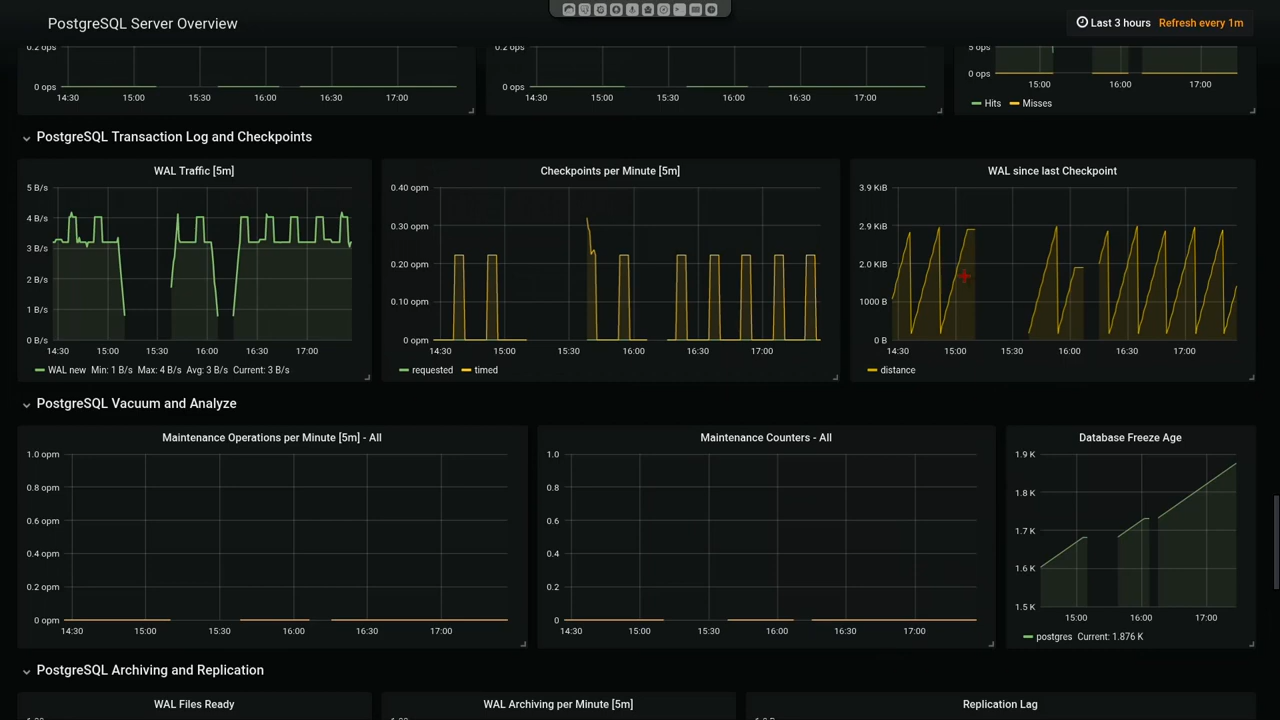 PostgreSQL Server Overview
Last 3 hours Refresh every 1m
0.2 ops
0 ops
14:30 15:00 15:30 16:00 16:30 17:00
0.2 ops
0 ops
14:30 15:00 15:30 16:00 16:30 17:00
5 ops
0 ops
15:00 16:00 17:00
Hits Misses
PostgreSQL Transaction Log and Checkpoints
WAL Traffic [5m]
5 B/s
4 B/s
3 B/s
2 B/s
1 B/s
0 B/s
14:30 15:00 15:30 16:00 16:30 17:00
WAL new Min: 1 B/s Max: 4 B/s Avg: 3 B/s Current: 3 B/s
Checkpoints per Minute [5m]
0.40 opm
0.30 opm
0.20 opm
0.10 opm
0 opm
14:30 15:00 15:30 16:00 16:30 17:00
requested timed
WAL since last Checkpoint
3.9 KiB
2.9 KiB
2.0 KiB
1000 B
0 B
14:30 15:00 15:30 16:00 16:30 17:00
distance
PostgreSQL Vacuum and Analyze
Maintenance Operations per Minute [5m] - All
1.0 opm
0.8 opm
0.6 opm
0.4 opm
0.2 opm
0 opm
14:30 15:00 15:30 16:00 16:30 17:00
Maintenance Counters - All
1.0
0.8
0.6
0.4
0.2
0
14:30 15:00 15:30 16:00 16:30 17:00
Database Freeze Age
1.9 K
1.8 K
1.7 K
1.6 K
1.5 K
15:00 16:00 17:00
postgres Current: 1.876 K
PostgreSQL Archiving and Replication
WAL Files Ready
WAL Archiving per Minute [5m]
Replication Lag